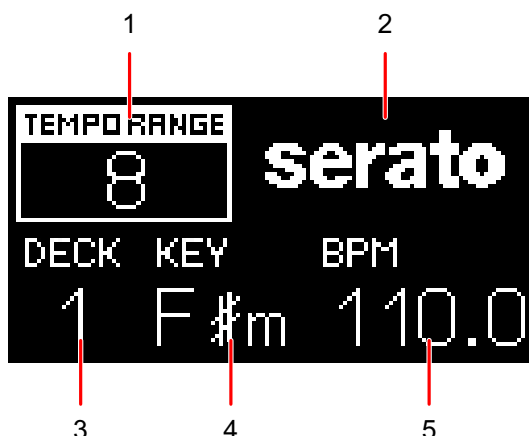 1 2
TEMPO RANGE
8 serato
DECK KEY BPM
1 F♯m 110.0
3 4 5